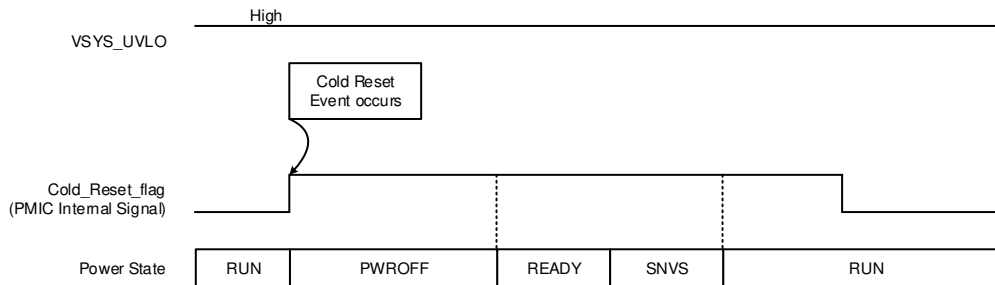 High
VSYS_UVLO
Cold Reset
Event occurs
Cold_Reset_flag
(PMIC Internal Signal)
Power State
RUN
PWROFF
READY
SNVS
RUN